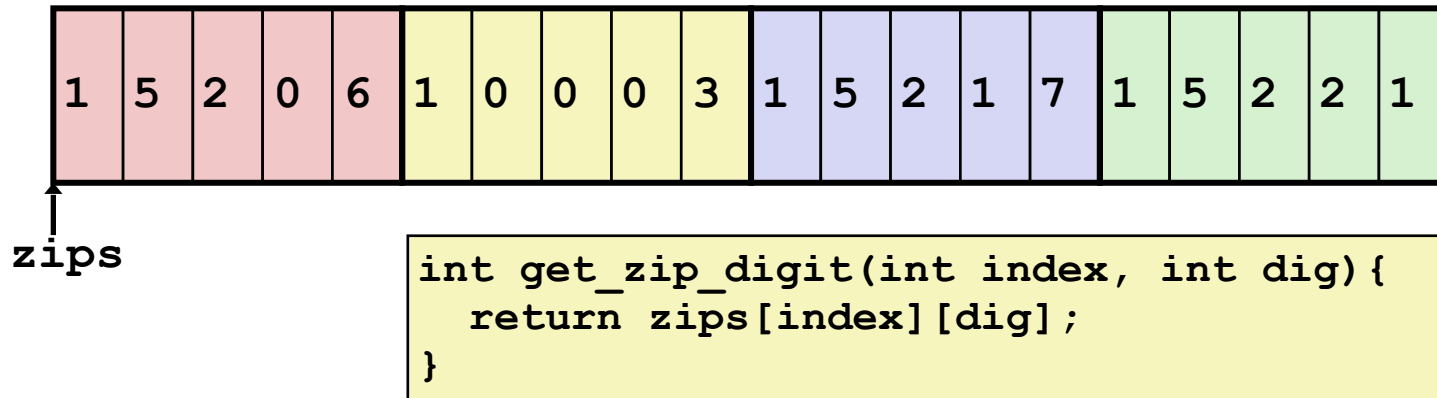 1 5 2 0 6 1 0 0 0 3 1 5 2 1 7 1 5 2 2 1
zips
int get_zip_digit(int index, int dig){
  return zips[index][dig];
}